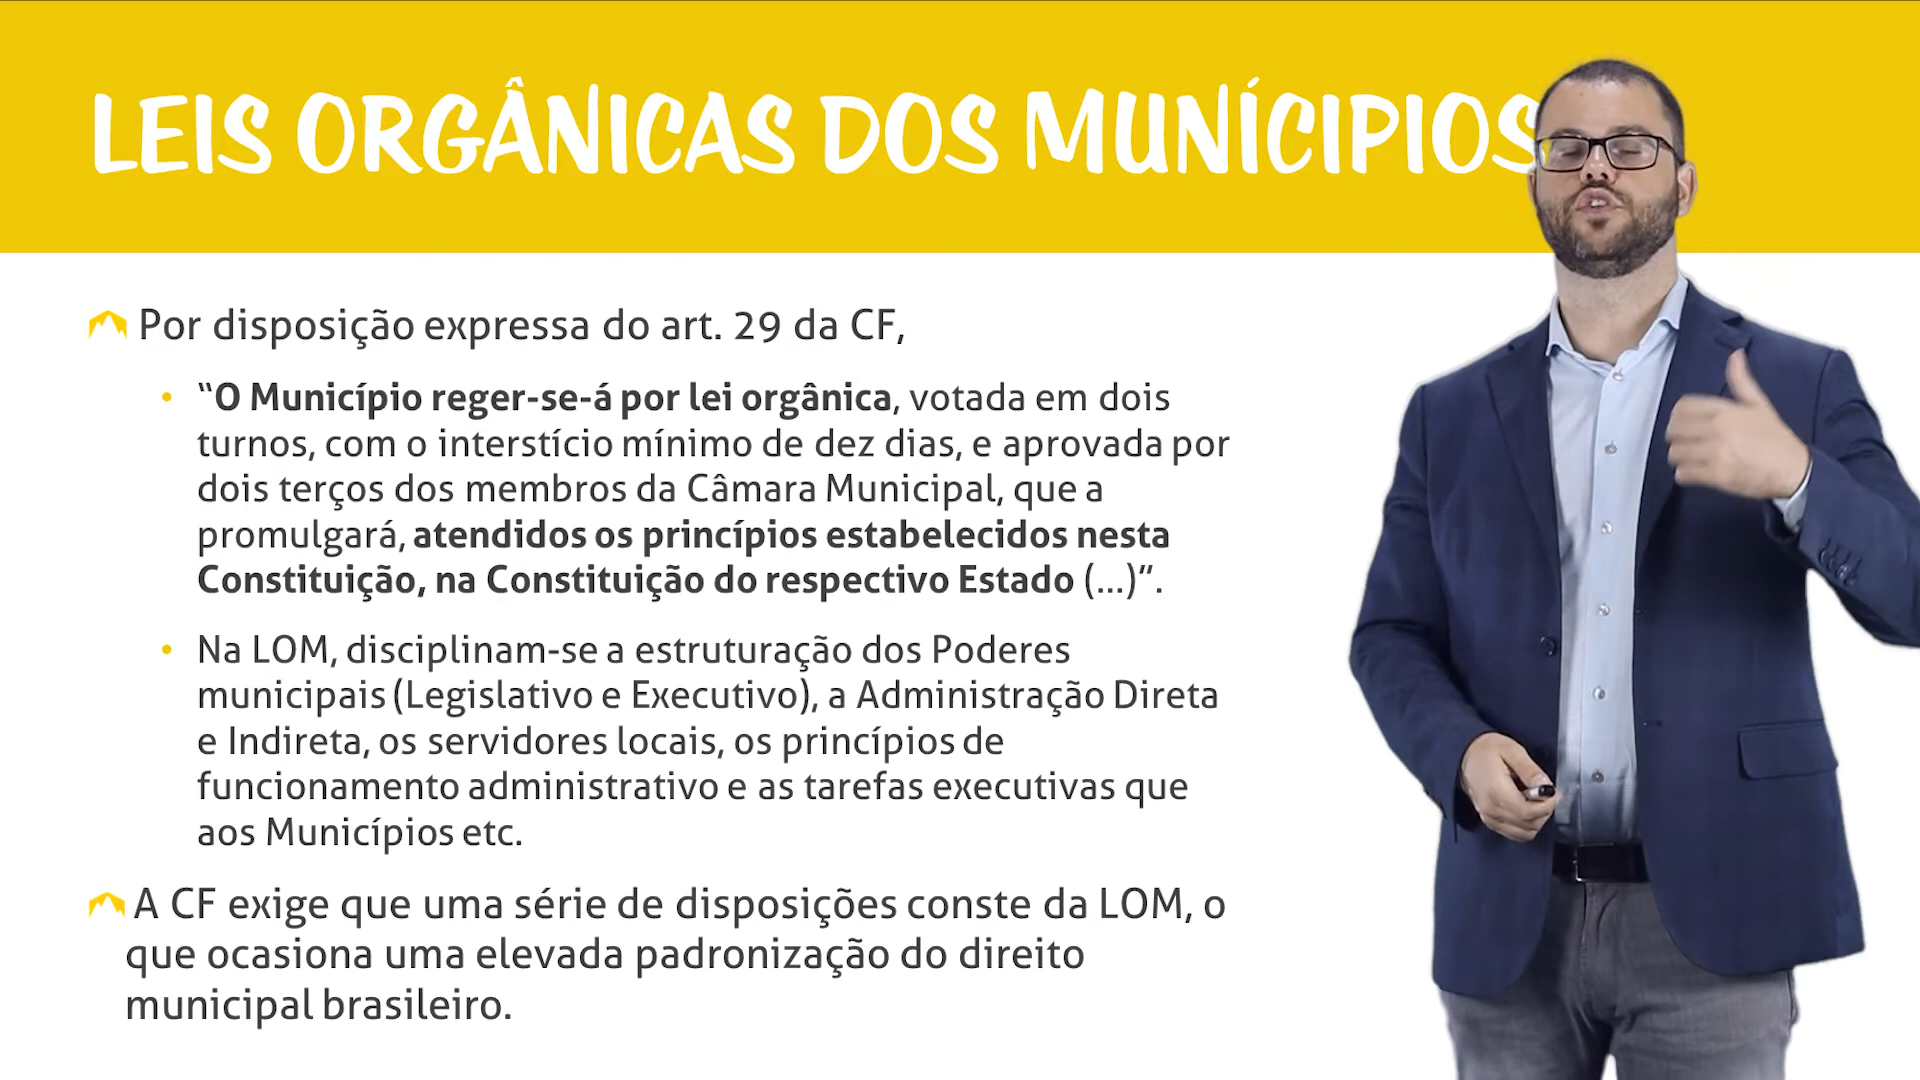 LEIS ORGÂNICAS DOS MUNÍCIPIOS
Por disposição expressa do art. 29 da CF,
• “O Município reger-se-á por lei orgânica, votada em dois
turnos, com o interstício mínimo de dez dias, e aprovada por
dois terços dos membros da Câmara Municipal, que a
promulgará, atendidos os princípios estabelecidos nesta
Constituição, na Constituição do respectivo Estado (...)”.
• Na LOM, disciplinam-se a estruturação dos Poderes
municipais (Legislativo e Executivo), a Administração Direta
e Indireta, os servidores locais, os princípios de
funcionamento administrativo e as tarefas executivas que
aos Municípios etc.
A CF exige que uma série de disposições conste da LOM, o
que ocasiona uma elevada padronização do direito
municipal brasileiro.